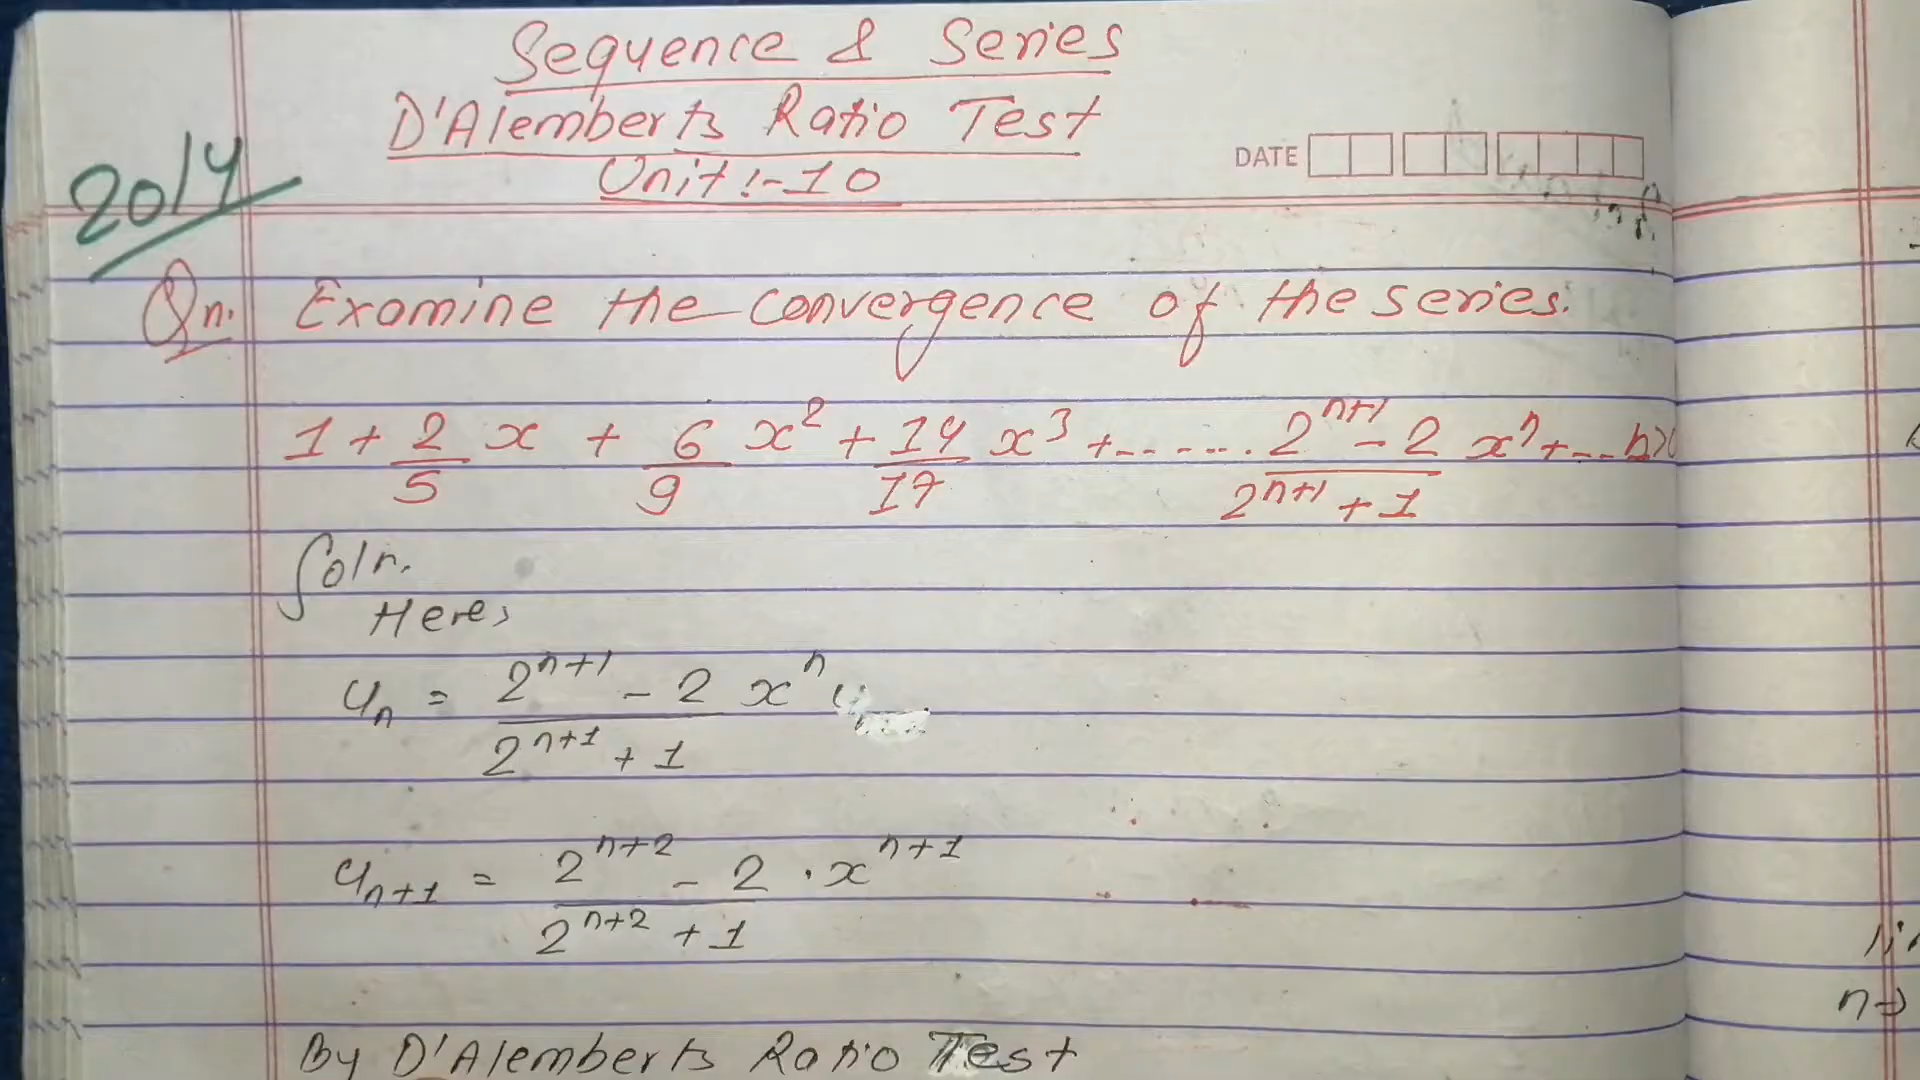 Sequence & Series
D'Alemberts Ratio Test
Unit:-10
DATE
2014
Qn. Examine the convergence of the series.
1 + 2/5 x + 6/9 x² + 14/17 x³ + ...... (2^(n+1) - 2)/(2^(n+1) + 1) x^n + ...
Soln.
Here,
u_n = (2^(n+1) - 2)/(2^(n+1) + 1) x^n
u_(n+1) = (2^(n+2) - 2)/(2^(n+2) + 1) . x^(n+1)
By D'Alemberts Ratio Test
n→